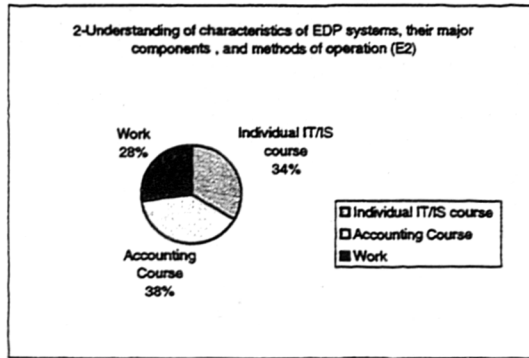 2-Understanding of characteristics of EDP systems, their major
components , and methods of operation (E2)
Work
28%
Individual IT/IS
course
34%
Accounting
Course
38%
Individual IT/IS course
Accounting Course
Work